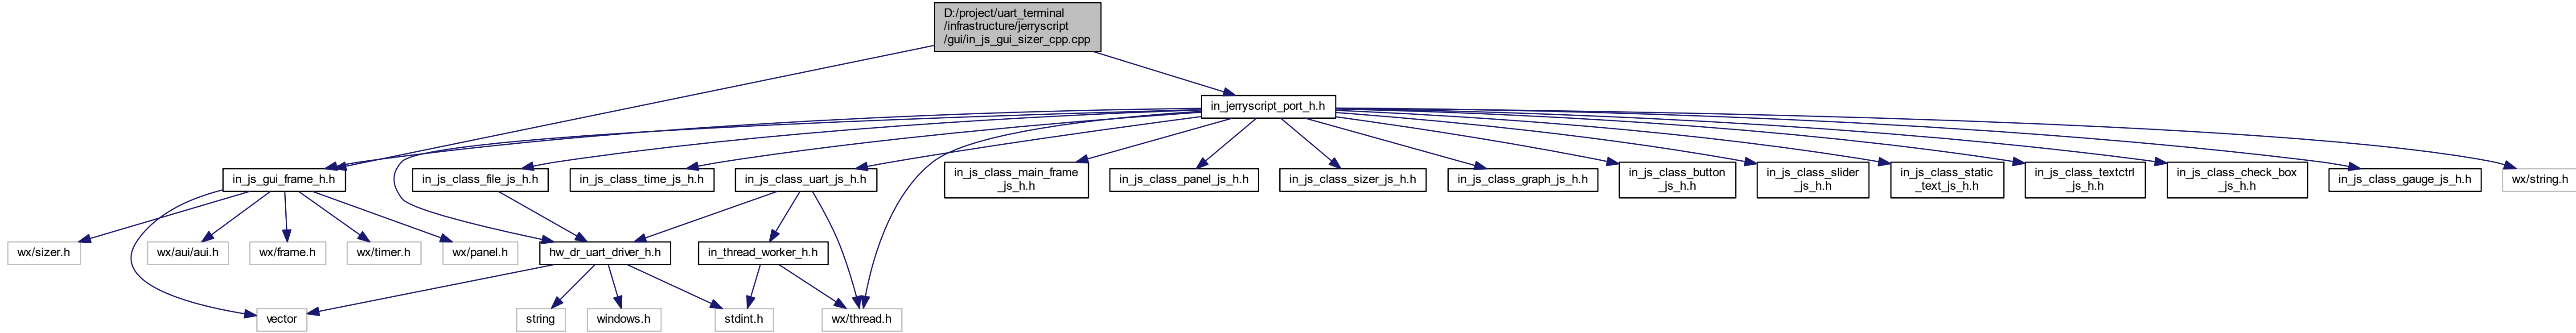 D:/project/uart_terminal
/infrastructure/jerryscript
/gui/in_js_gui_sizer_cpp.cpp
in_jerryscript_port_h.h
in_js_gui_frame_h.h
in_js_class_file_js_h.h
in_js_class_time_js_h.h
in_js_class_uart_js_h.h
in_js_class_main_frame
_js_h.h
in_js_class_panel_js_h.h
in_js_class_sizer_js_h.h
in_js_class_graph_js_h.h
in_js_class_button
_js_h.h
in_js_class_slider
_js_h.h
in_js_class_static
_text_js_h.h
in_js_class_textctrl
_js_h.h
in_js_class_check_box
_js_h.h
in_js_class_gauge_js_h.h
wx/string.h
wx/sizer.h
wx/aui/aui.h
wx/frame.h
wx/timer.h
wx/panel.h
hw_dr_uart_driver_h.h
in_thread_worker_h.h
vector
string
windows.h
stdint.h
wx/thread.h